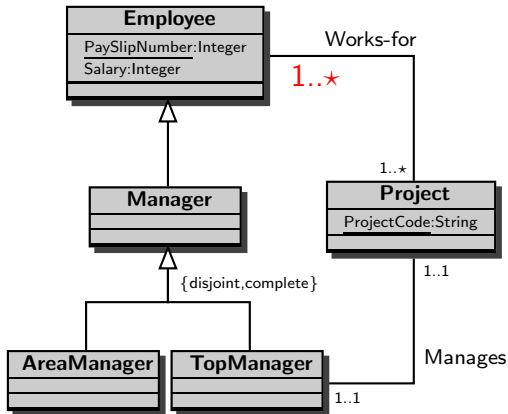 Employee
PaySlipNumber:Integer
Salary:Integer
Works-for
1..⋆
1..⋆
Manager
Project
ProjectCode:String
{disjoint,complete}
1..1
AreaManager
TopManager
Manages
1..1